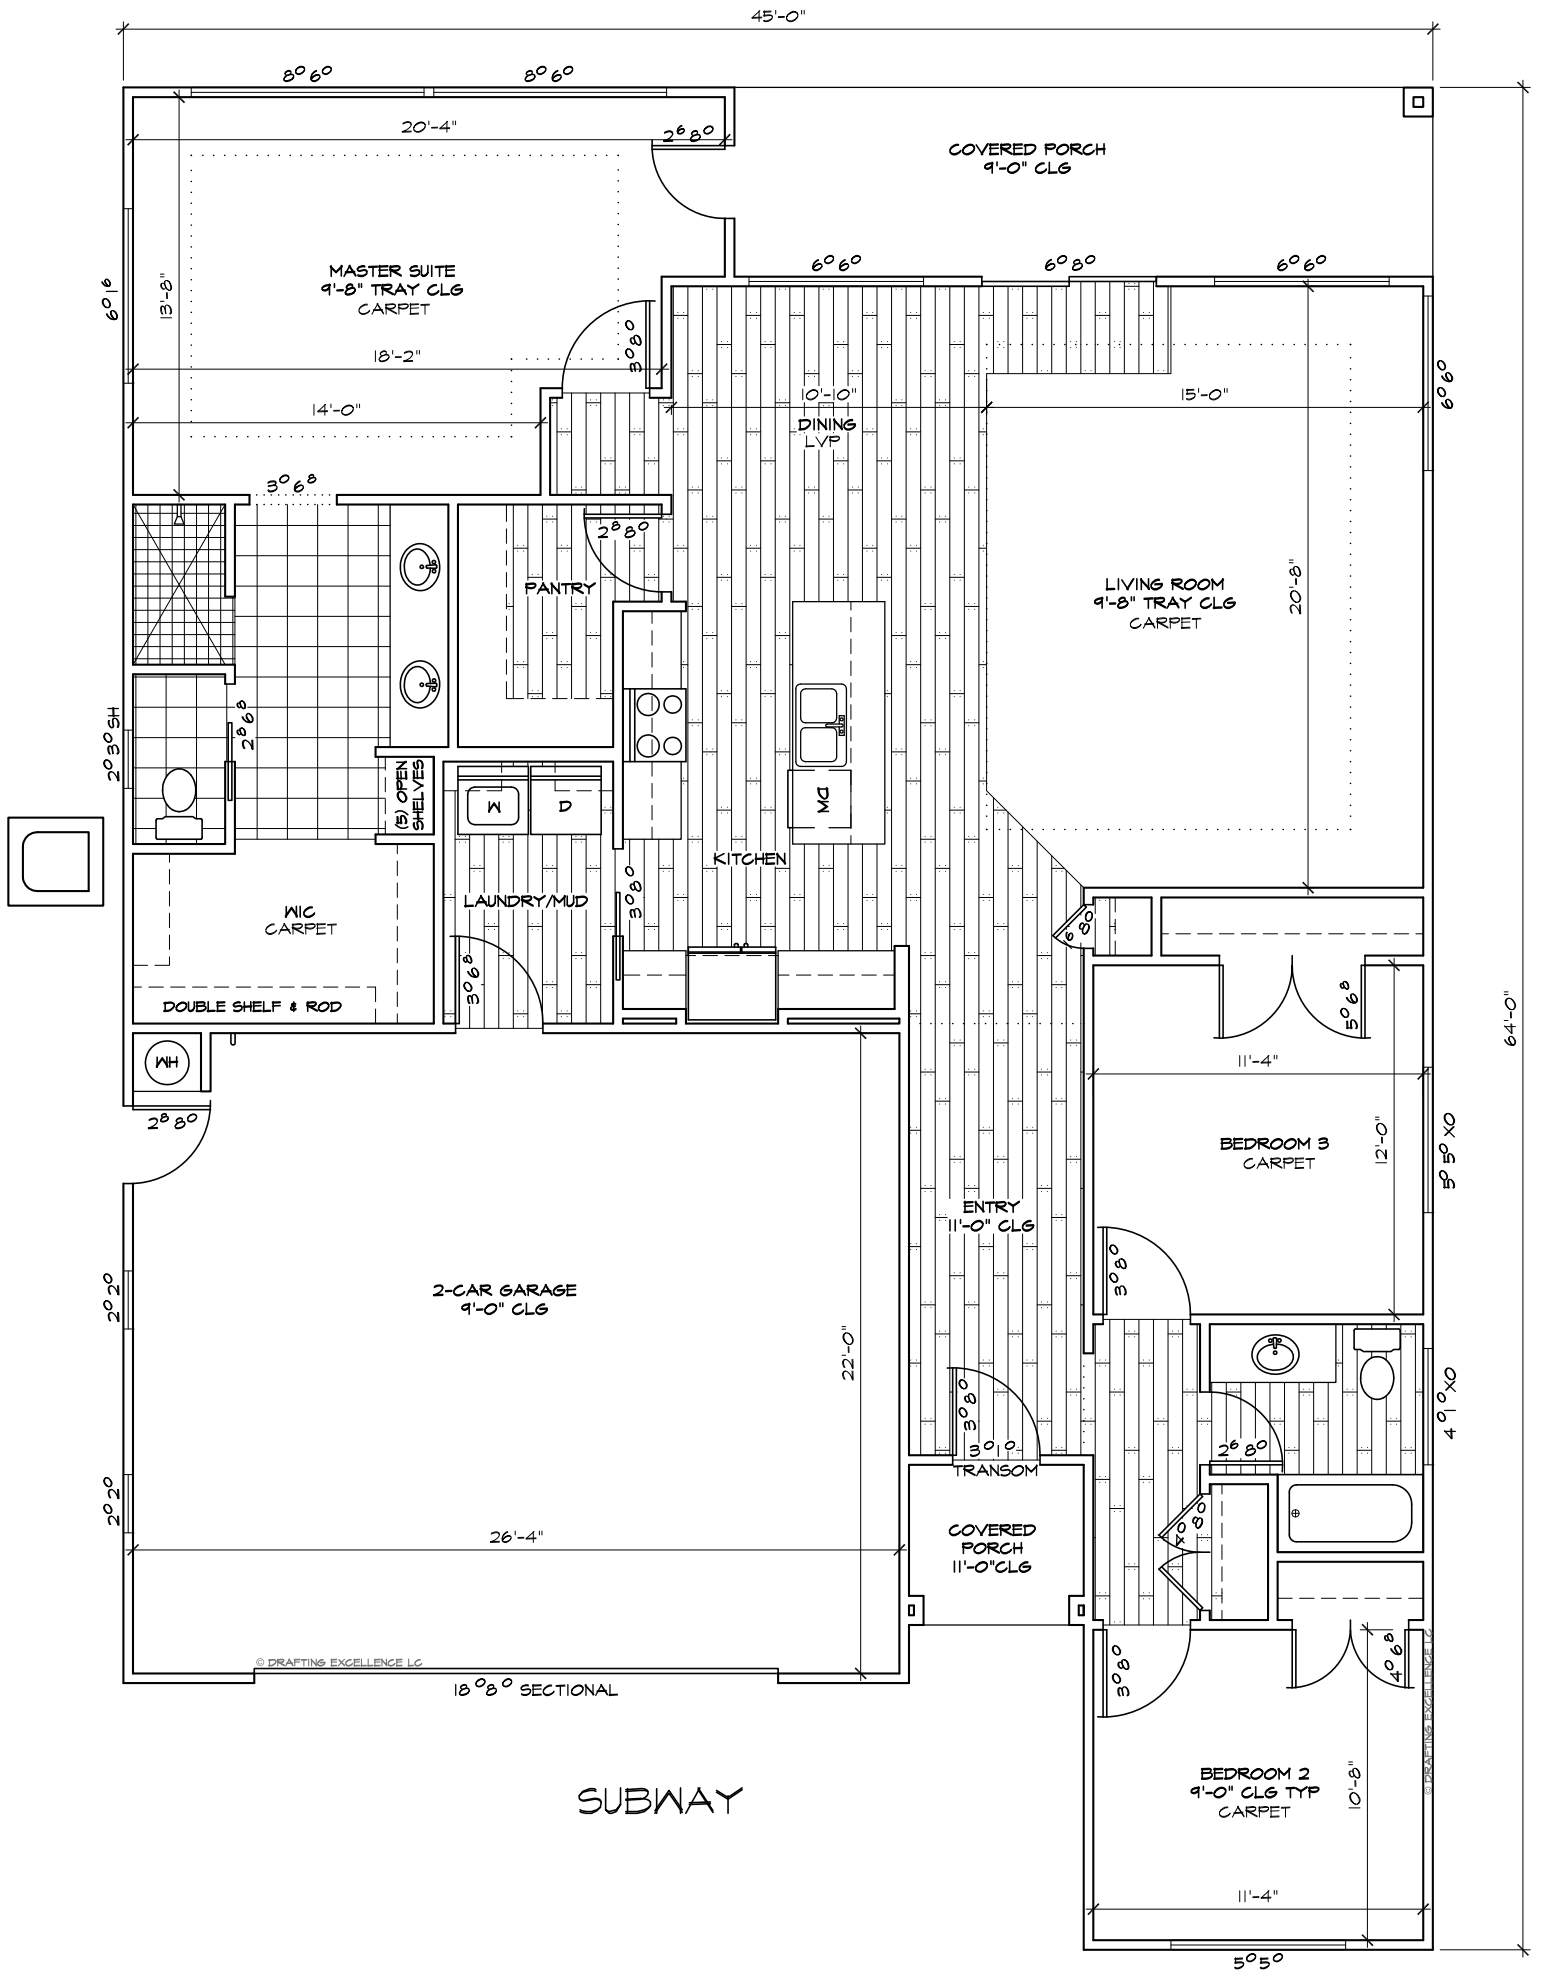 45'-0"
8⁰6⁰
8⁰6⁰
20'-4"
2⁶8⁰
COVERED PORCH
9'-0" CLG
13'-8"
6⁰1⁶
MASTER SUITE
9'-8" TRAY CLG
CARPET
18'-2"
14'-0"
3⁰8⁰
6⁰6⁰
6⁰8⁰
6⁰6⁰
6⁰6⁰
10'-10"
15'-0"
DINING
LVP
3⁰6⁸
2⁸8⁰
PANTRY
LIVING ROOM
9'-8" TRAY CLG
CARPET
20'-8"
2⁰3⁰SH
2⁸6⁸
(5) OPEN
SHELVES
W
D
DW
KITCHEN
3⁰8⁰
LAUNDRY/MUD
WIC
CARPET
DOUBLE SHELF & ROD
3⁰6⁸
1⁶8⁰
5⁰6⁸
64'-0"
WH
2⁸8⁰
11'-4"
12'-0"
BEDROOM 3
CARPET
5⁰5⁰XO
ENTRY
11'-0" CLG
3⁰8⁰
2-CAR GARAGE
9'-0" CLG
2⁰2⁰
22'-0"
3⁰8⁰
3⁰1⁰
TRANSOM
2⁶8⁰
4⁰1⁰XO
2⁰2⁰
26'-4"
COVERED
PORCH
11'-0"CLG
4⁰8⁰
© DRAFTING EXCELLENCE LC
18⁰8⁰ SECTIONAL
3⁰8⁰
4⁰6⁸
© DRAFTING EXCELLENCE LC
SUBWAY
BEDROOM 2
9'-0" CLG TYP
CARPET
10'-8"
11'-4"
5⁰5⁰